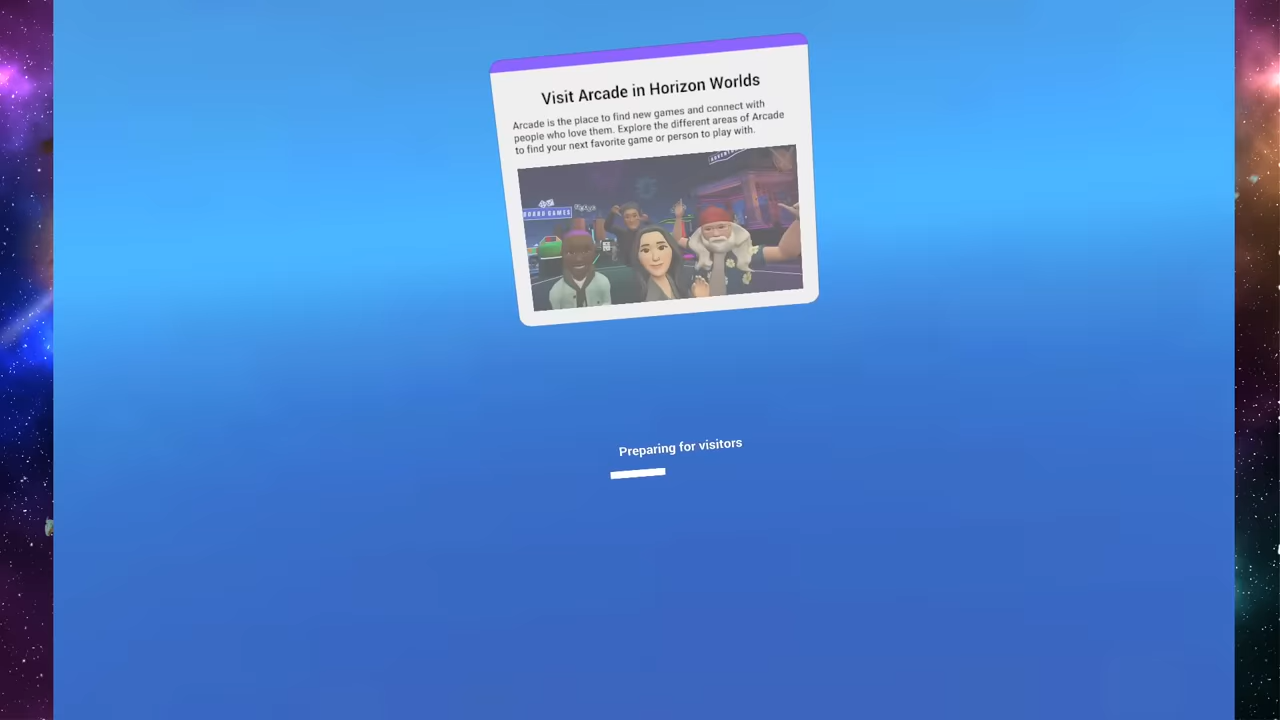 Visit Arcade in Horizon Worlds
Arcade is the place to find new games and connect with
people who love them. Explore the different areas of Arcade
to find your next favorite game or person to play with.
BOARD GAMES
Preparing for visitors